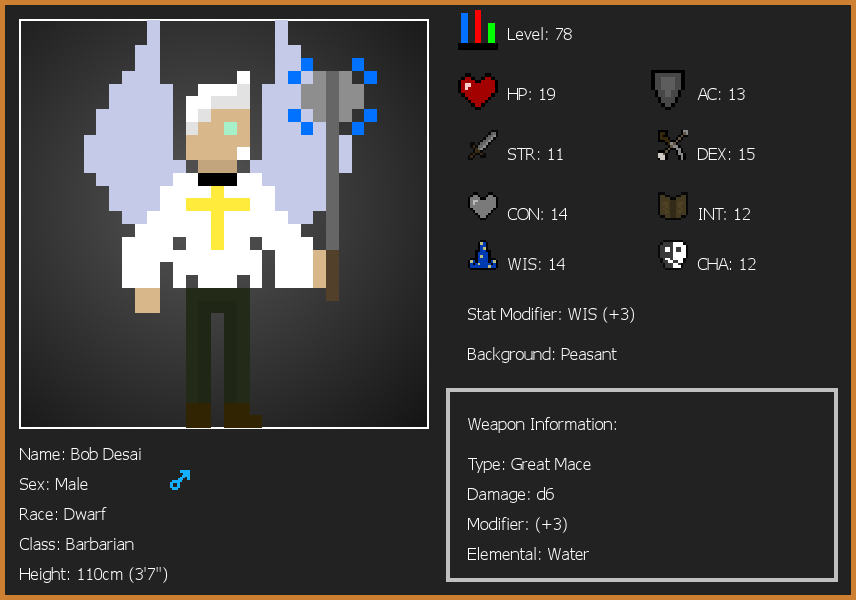 Level: 78
HP: 19
AC: 13
STR: 11
DEX: 15
CON: 14
INT: 12
WIS: 14
CHA: 12
Stat Modifier: WIS (+3)
Background: Peasant
Weapon Information:
Type: Great Mace
Damage: d6
Modifier: (+3)
Elemental: Water
Name: Bob Desai
Sex: Male
Race: Dwarf
Class: Barbarian
Height: 110cm (3'7")